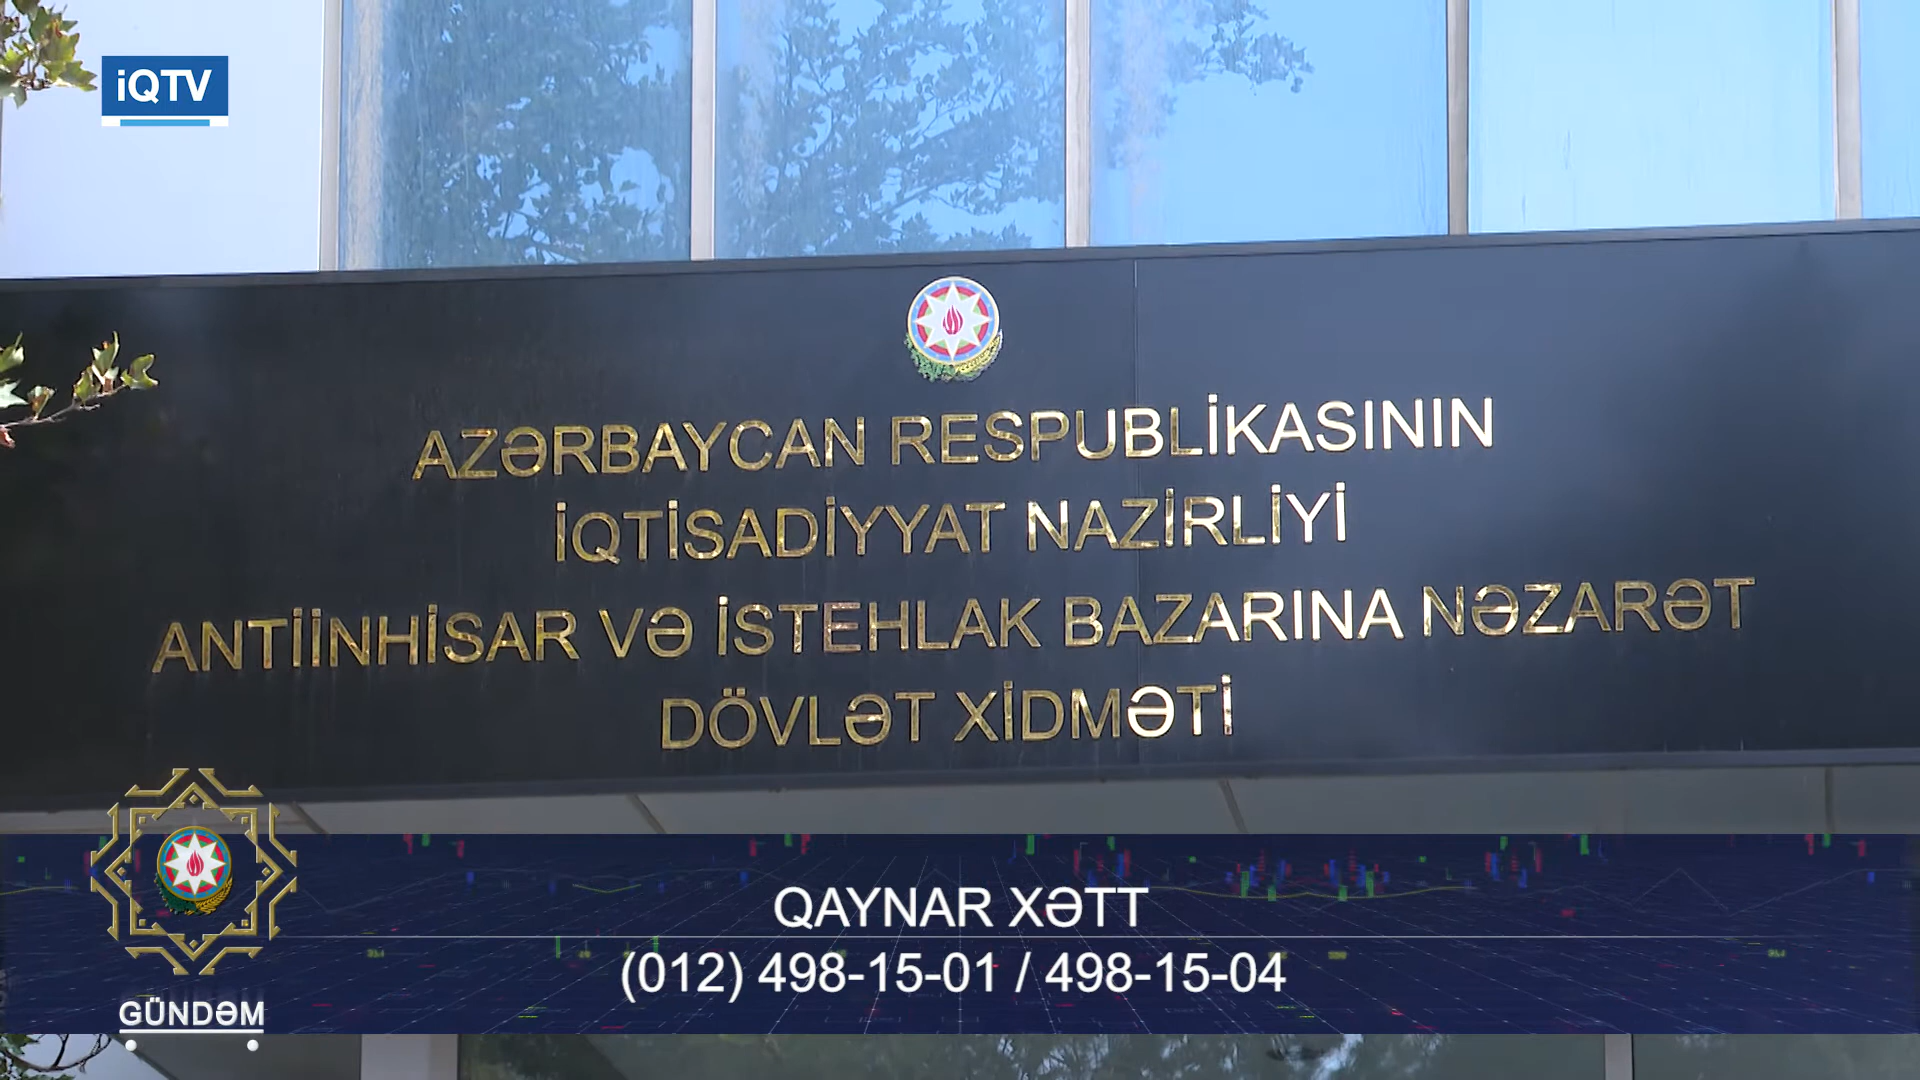 iQTV
AZƏRBAYCAN RESPUBLİKASININ
İQTİSADİYYAT NAZİRLİYİ
ANTİİNHİSAR VƏ İSTEHLAK BAZARINA NƏZARƏT
DÖVLƏT XİDMƏTİ
QAYNAR XƏTT
(012) 498-15-01 / 498-15-04
GÜNDƏM